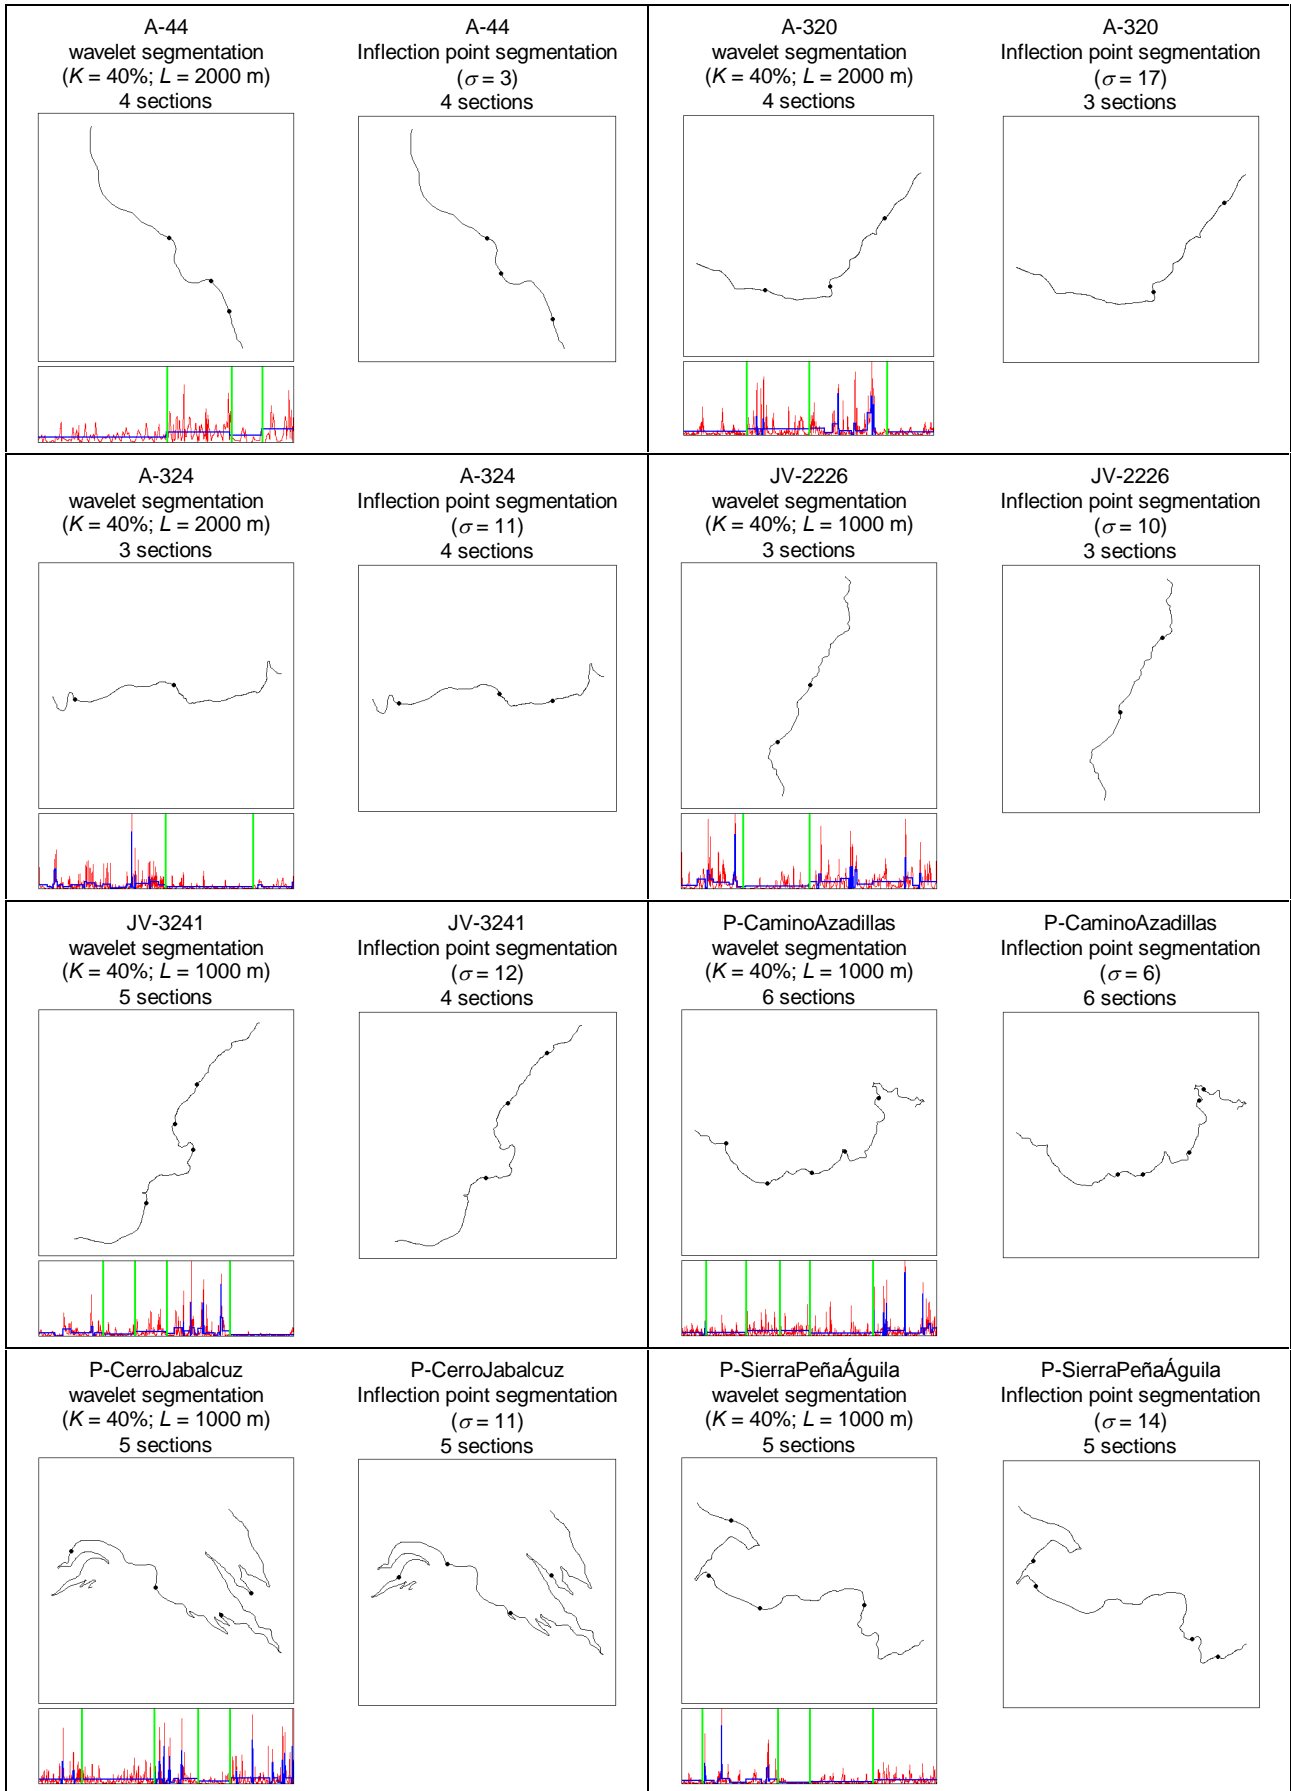 A-44
wavelet segmentation
(K = 40%; L = 2000 m)
4 sections
A-44
Inflection point segmentation
(σ = 3)
4 sections
A-320
wavelet segmentation
(K = 40%; L = 2000 m)
4 sections
A-320
Inflection point segmentation
(σ = 17)
3 sections
A-324
wavelet segmentation
(K = 40%; L = 2000 m)
3 sections
A-324
Inflection point segmentation
(σ = 11)
4 sections
JV-2226
wavelet segmentation
(K = 40%; L = 1000 m)
3 sections
JV-2226
Inflection point segmentation
(σ = 10)
3 sections
JV-3241
wavelet segmentation
(K = 40%; L = 1000 m)
5 sections
JV-3241
Inflection point segmentation
(σ = 12)
4 sections
P-CaminoAzadillas
wavelet segmentation
(K = 40%; L = 1000 m)
6 sections
P-CaminoAzadillas
Inflection point segmentation
(σ = 6)
6 sections
P-CerroJabalcuz
wavelet segmentation
(K = 40%; L = 1000 m)
5 sections
P-CerroJabalcuz
Inflection point segmentation
(σ = 11)
5 sections
P-SierraPeñaÁguila
wavelet segmentation
(K = 40%; L = 1000 m)
5 sections
P-SierraPeñaÁguila
Inflection point segmentation
(σ = 14)
5 sections